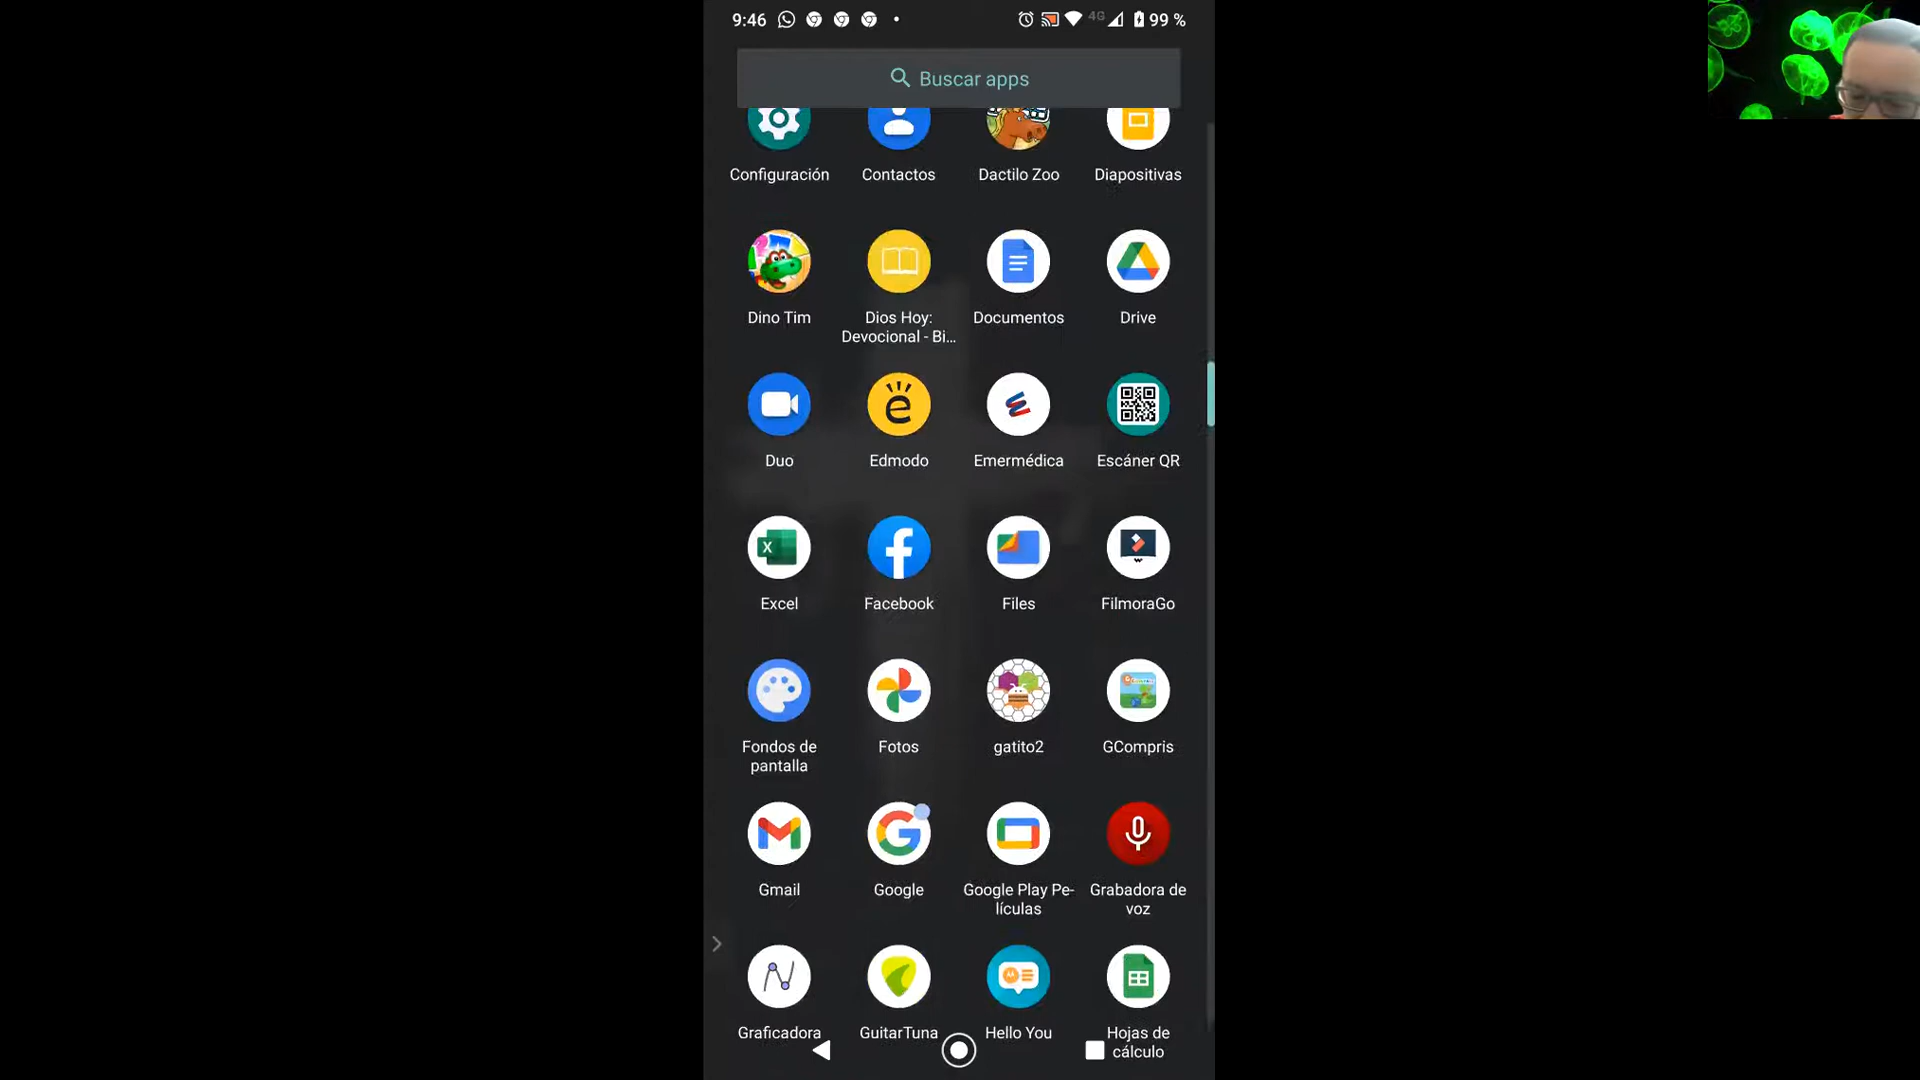 9:46 4G 99 %
Buscar apps
Configuración Contactos Dactilo Zoo Diapositivas
Dino Tim Dios Hoy: Documentos Drive
Devocional - Bi...
Duo Edmodo Emermédica Escáner QR
Excel Facebook Files FilmoraGo
Fondos de Fotos gatito2 GCompris
pantalla
Gmail Google Google Play Pe- Grabadora de
lículas voz
Graficadora GuitarTuna Hello You Hojas de
cálculo